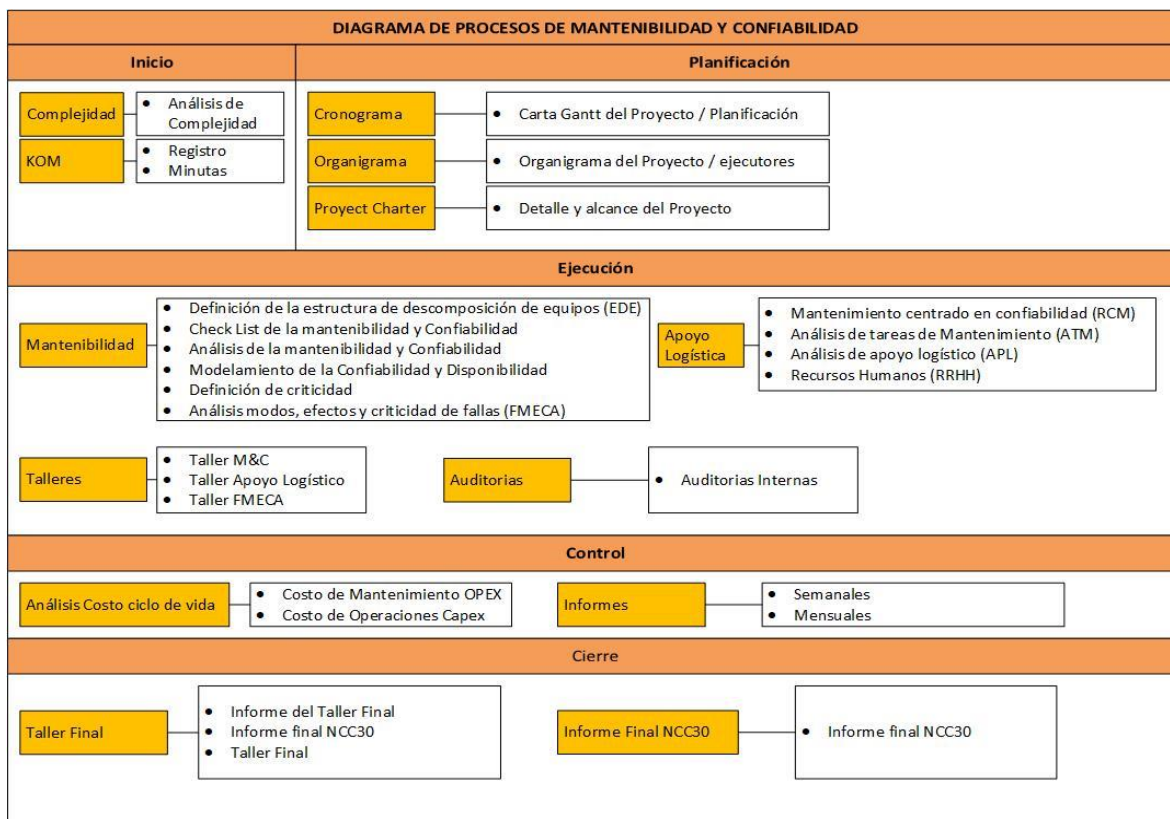 DIAGRAMA DE PROCESOS DE MANTENIBILIDAD Y CONFIABILIDAD
Inicio
Planificación
Complejidad
• Análisis de
Complejidad
KOM
• Registro
• Minutas
Cronograma
• Carta Gantt del Proyecto / Planificación
Organigrama
• Organigrama del Proyecto / ejecutores
Proyect Charter
• Detalle y alcance del Proyecto
Ejecución
Mantenibilidad
• Definición de la estructura de descomposición de equipos (EDE)
• Check List de la mantenibilidad y Confiabilidad
• Análisis de la mantenibilidad y Confiabilidad
• Modelamiento de la Confiabilidad y Disponibilidad
• Definición de criticidad
• Análisis modos, efectos y criticidad de fallas (FMECA)
Apoyo
Logística
• Mantenimiento centrado en confiabilidad (RCM)
• Análisis de tareas de Mantenimiento (ATM)
• Análisis de apoyo logístico (APL)
• Recursos Humanos (RRHH)
Talleres
• Taller M&C
• Taller Apoyo Logístico
• Taller FMECA
Auditorias
• Auditorias Internas
Control
Análisis Costo ciclo de vida
• Costo de Mantenimiento OPEX
• Costo de Operaciones Capex
Informes
• Semanales
• Mensuales
Cierre
Taller Final
• Informe del Taller Final
• Informe final NCC30
• Taller Final
Informe Final NCC30
• Informe final NCC30